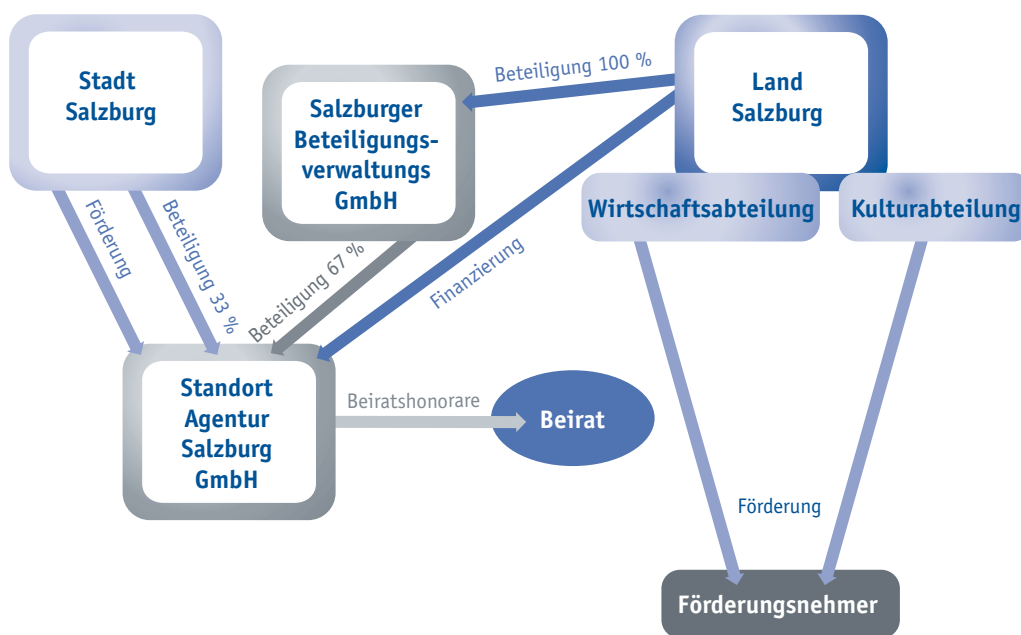 Stadt
Salzburg
Beteiligung 100 %
Land
Salzburg
Salzburger
Beteiligungs-
verwaltungs
GmbH
Wirtschaftsabteilung
Kulturabteilung
Förderung
Beteiligung 33 %
Beteiligung 67 %
Finanzierung
Standort
Agentur
Salzburg
GmbH
Beiratshonorare
Beirat
Förderung
Förderungsnehmer